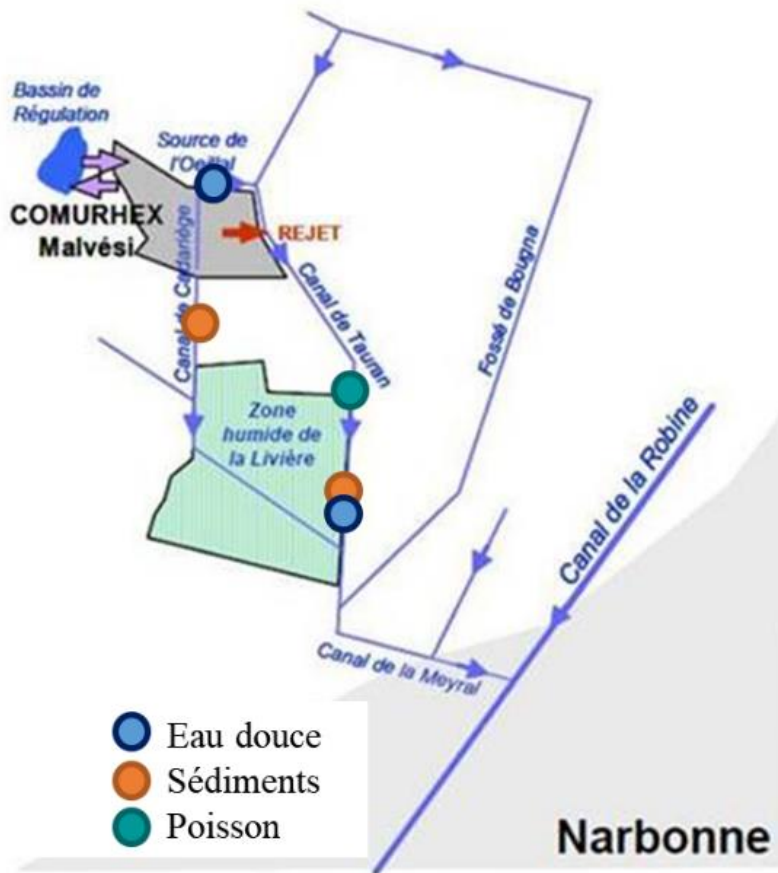 Bassin de
Régulation
Source de
l'Oeillal
COMURHEX
Malvési
REJET
Canal de Cadariége
Canal de Tauran
Fossé de Bougna
Zone
humide de
la Livière
Canal de la Robine
Canal de la Meyral
Eau douce
Sédiments
Poisson
Narbonne